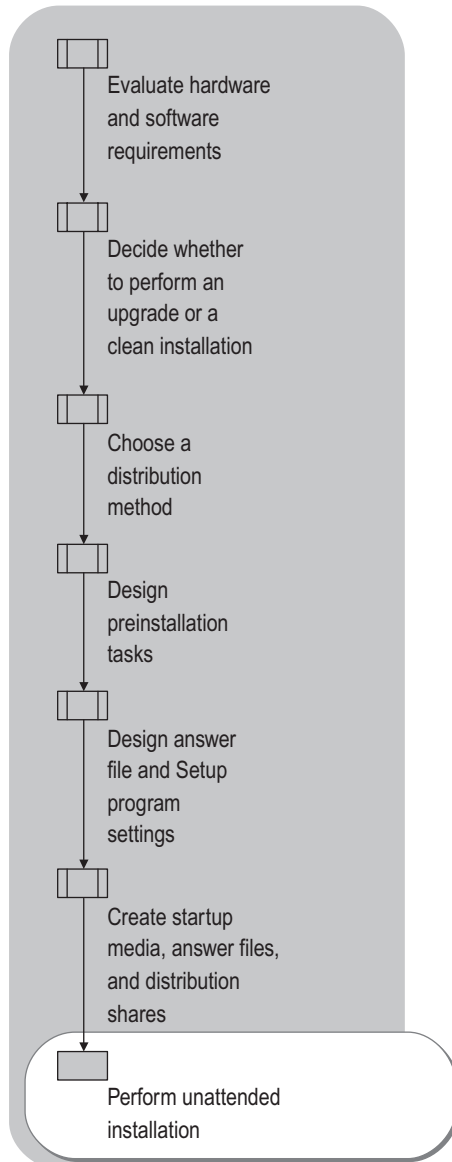 Evaluate hardware
and software
requirements
Decide whether
to perform an
upgrade or a
clean installation
Choose a
distribution
method
Design
preinstallation
tasks
Design answer
file and Setup
program
settings
Create startup
media, answer files,
and distribution
shares
Perform unattended
installation